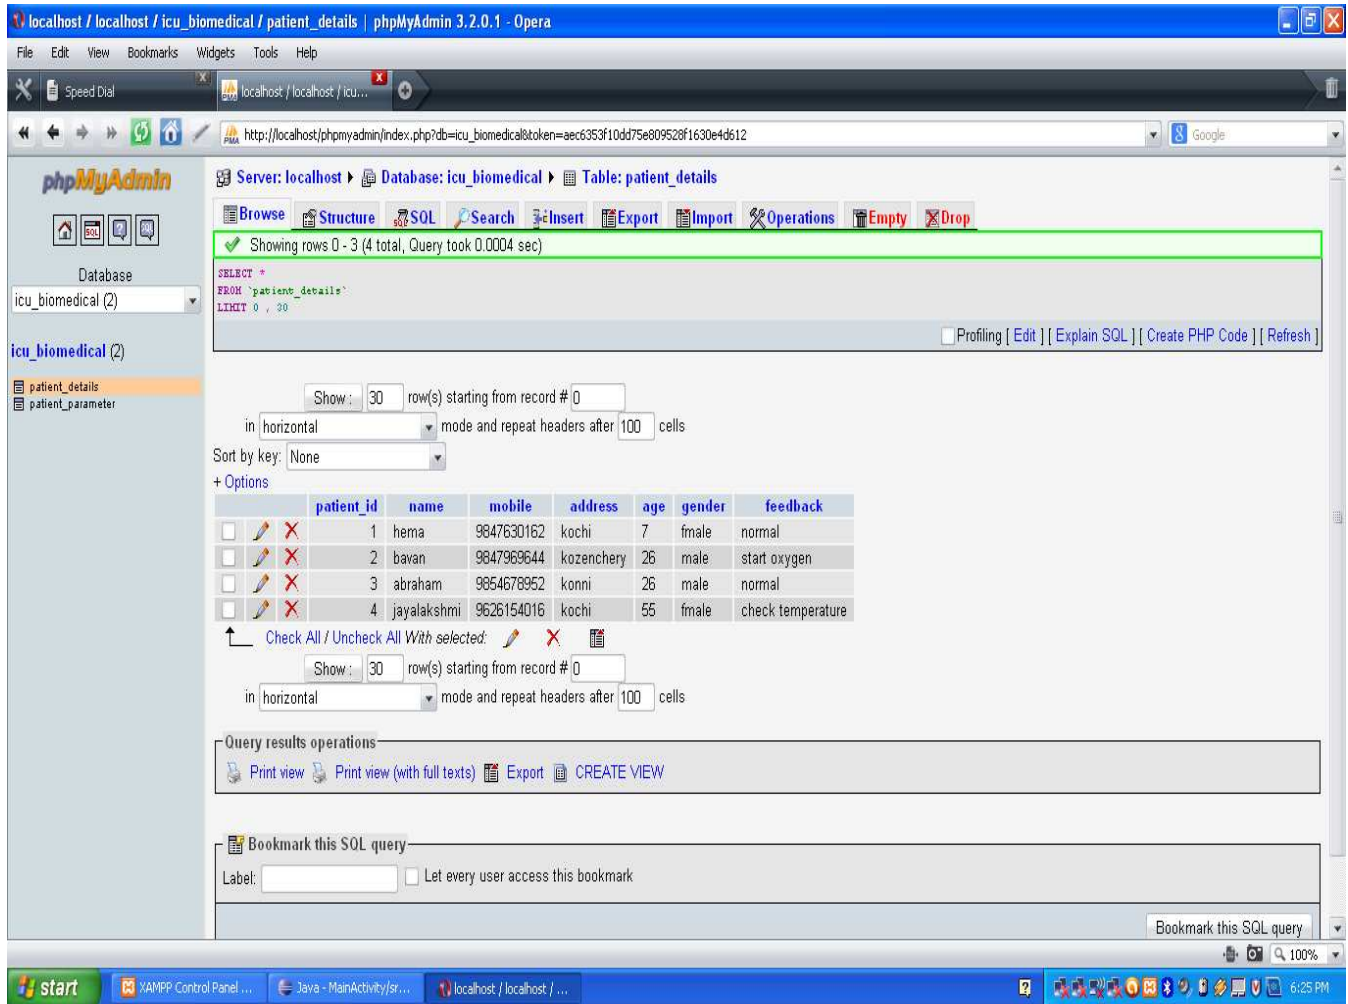 localhost / localhost / icu_biomedical / patient_details | phpMyAdmin 3.2.0.1 - Opera
File Edit View Bookmarks Widgets Tools Help
Speed Dial localhost / localhost / icu...
http://localhost/phpmyadmin/index.php?db=icu_biomedical&token=aec6353f10dd75e809528f1630e4d612 Google
phpMyAdmin
Server: localhost Database: icu_biomedical Table: patient_details
Browse Structure SQL Search Insert Export Import Operations Empty Drop
Showing rows 0 - 3 (4 total, Query took 0.0004 sec)
SELECT *
FROM `patient_details`
LIMIT 0 , 30
Profiling [ Edit ] [ Explain SQL ] [ Create PHP Code ] [ Refresh ]
Database
icu_biomedical (2)
icu_biomedical (2)
patient_details
patient_parameter
Show : 30 row(s) starting from record # 0
in horizontal mode and repeat headers after 100 cells
Sort by key: None
+ Options
patient_id name mobile address age gender feedback
1 hema 9847630162 kochi 7 fmale normal
2 bavan 9847969644 kozenchery 26 male start oxygen
3 abraham 9854678952 konni 26 male normal
4 jayalakshmi 9626154016 kochi 55 fmale check temperature
Check All / Uncheck All With selected:
Show : 30 row(s) starting from record # 0
in horizontal mode and repeat headers after 100 cells
Query results operations
Print view Print view (with full texts) Export CREATE VIEW
Bookmark this SQL query
Label: Let every user access this bookmark
Bookmark this SQL query
100%
start XAMPP Control Panel ... Java - MainActivity/sr... localhost / localhost / ... 6:25 PM